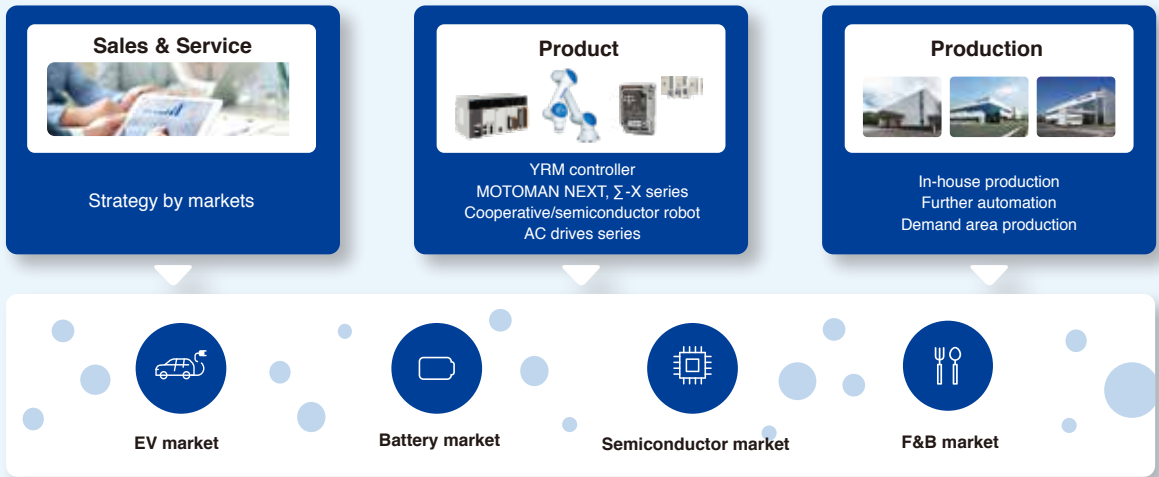 Sales & Service
Strategy by markets
Product
YRM controller
MOTOMAN NEXT, ∑-X series
Cooperative/semiconductor robot
AC drives series
Production
In-house production
Further automation
Demand area production
EV market
Battery market
Semiconductor market
F&B market